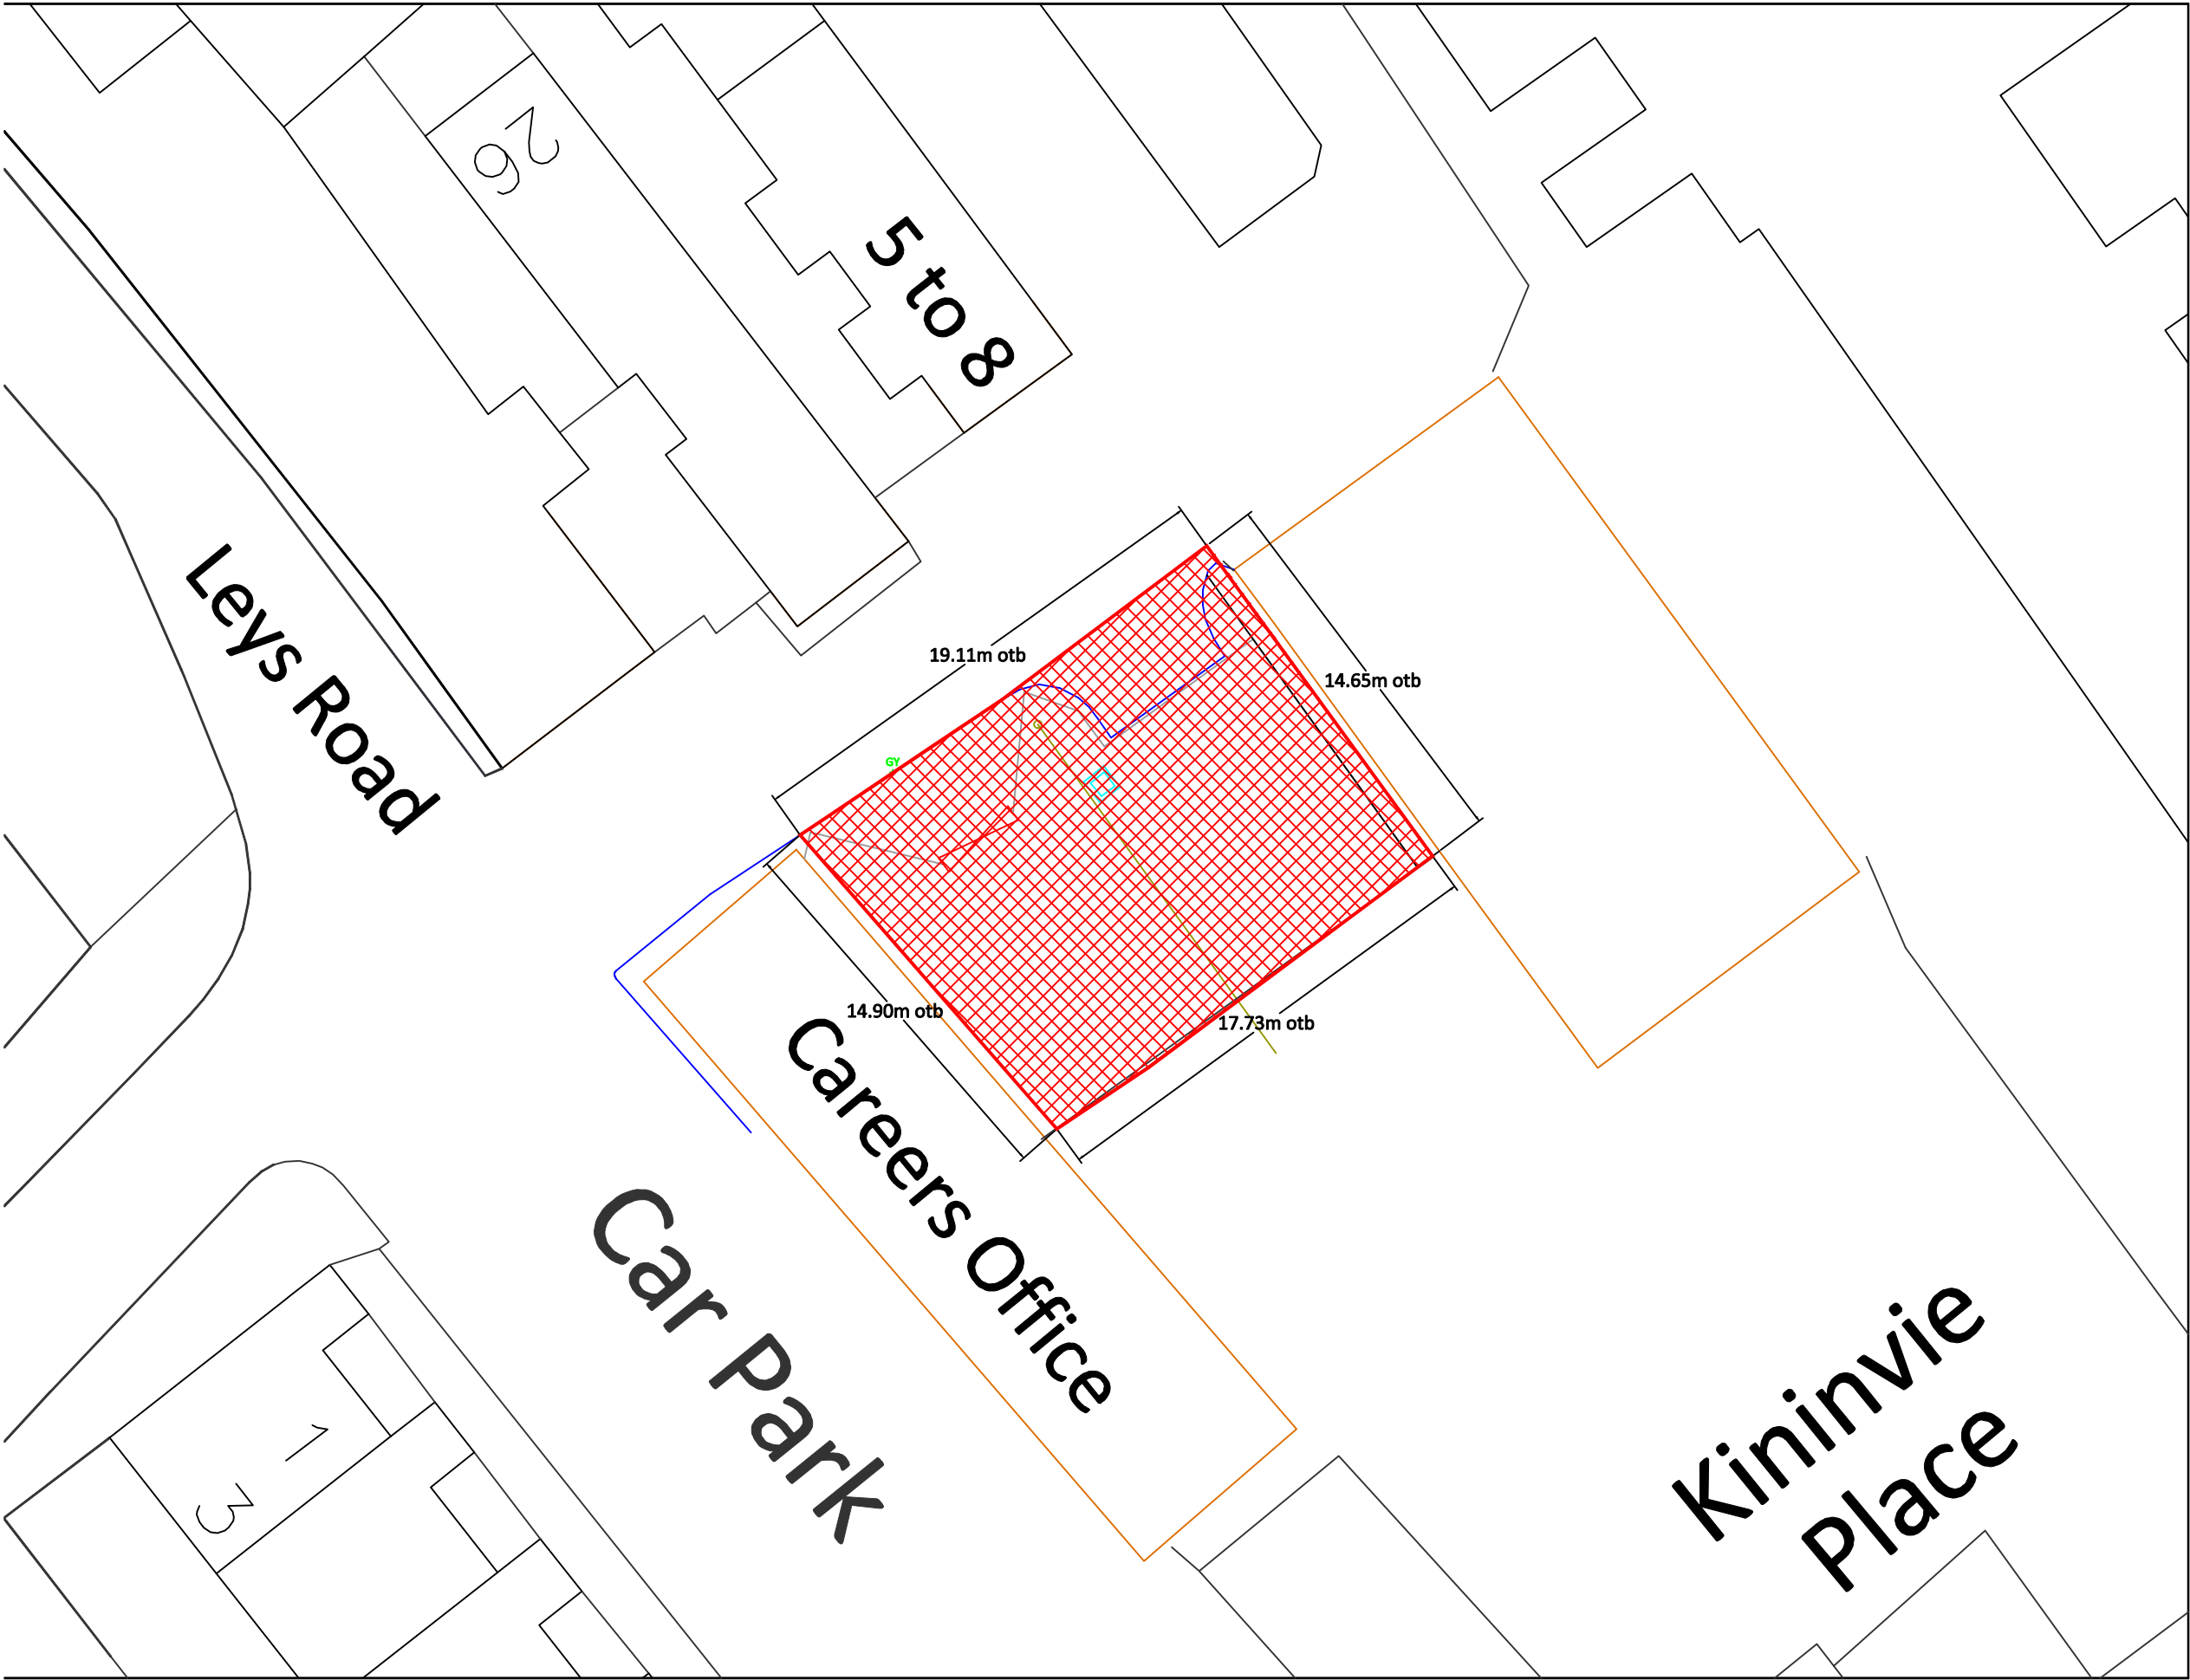 26
5 to 8
Leys Road
19.11m otb
14.65m otb
G
GY
14.90m otb
17.73m otb
Careers Office
Car Park
Kininvie
Place
1
3